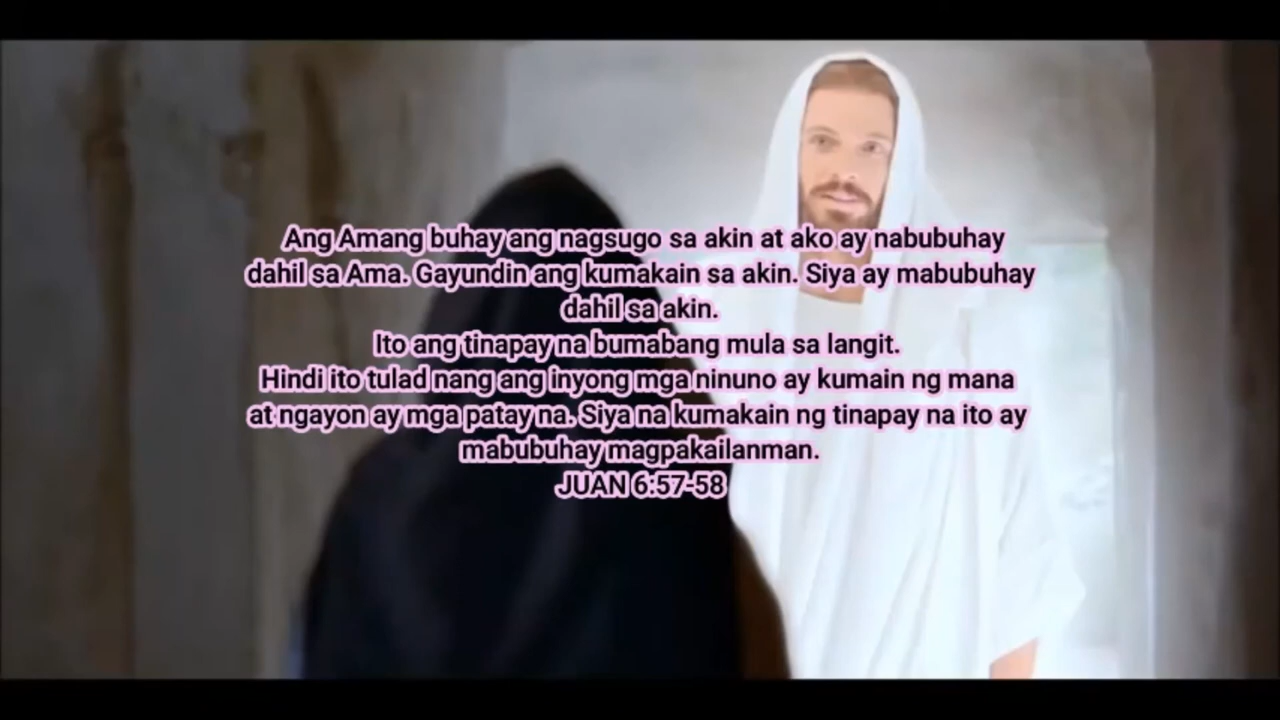 Ang Amang buhay ang nagsugo sa akin at ako ay nabubuhay
dahil sa Ama. Gayundin ang kumakain sa akin. Siya ay mabubuhay
dahil sa akin.
Ito ang tinapay na bumabang mula sa langit.
Hindi ito tulad nang ang inyong mga ninuno ay kumain ng mana
at ngayon ay mga patay na. Siya na kumakain ng tinapay na ito ay
mabubuhay magpakailanman.
JUAN 6:57-58